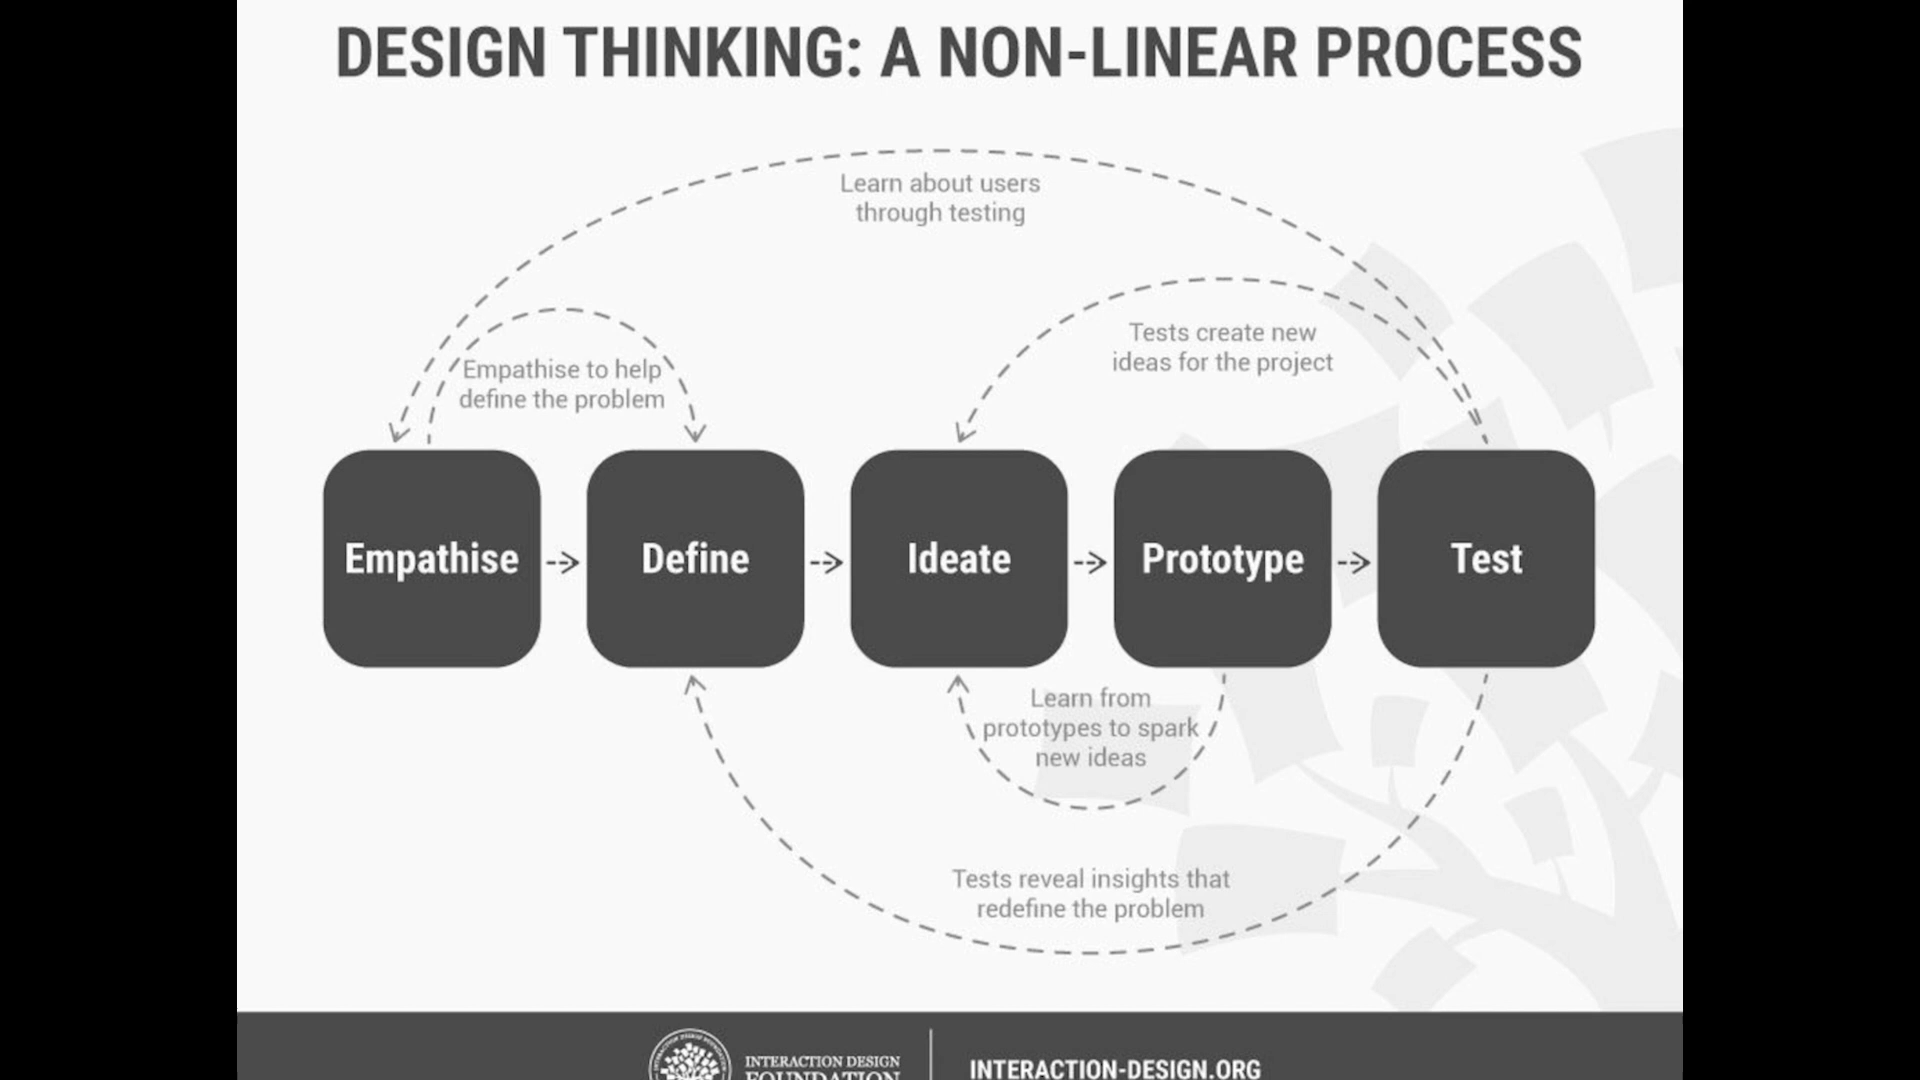 DESIGN THINKING: A NON-LINEAR PROCESS
Learn about users
through testing
Tests create new
ideas for the project
Empathise to help
define the problem
Empathise
Define
Ideate
Prototype
Test
Learn from
prototypes to spark
new ideas
Tests reveal insights that
redefine the problem
INTERACTION DESIGN
FOUNDATION
INTERACTION-DESIGN.ORG